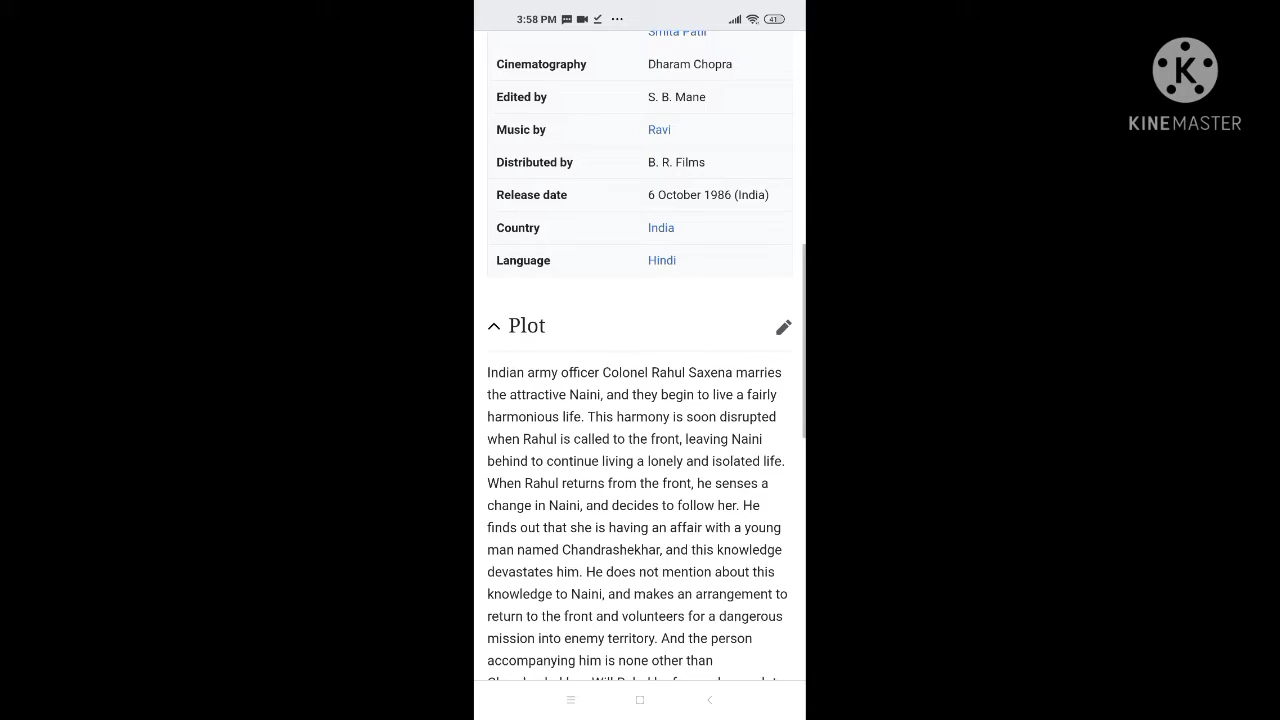 3:58 PM
41
Smita Patil
Cinematography Dharam Chopra
Edited by S. B. Mane
Music by Ravi
Distributed by B. R. Films
Release date 6 October 1986 (India)
Country India
Language Hindi
Plot
Indian army officer Colonel Rahul Saxena marries
the attractive Naini, and they begin to live a fairly
harmonious life. This harmony is soon disrupted
when Rahul is called to the front, leaving Naini
behind to continue living a lonely and isolated life.
When Rahul returns from the front, he senses a
change in Naini, and decides to follow her. He
finds out that she is having an affair with a young
man named Chandrashekhar, and this knowledge
devastates him. He does not mention about this
knowledge to Naini, and makes an arrangement to
return to the front and volunteers for a dangerous
mission into enemy territory. And the person
accompanying him is none other than
K
KINEMASTER